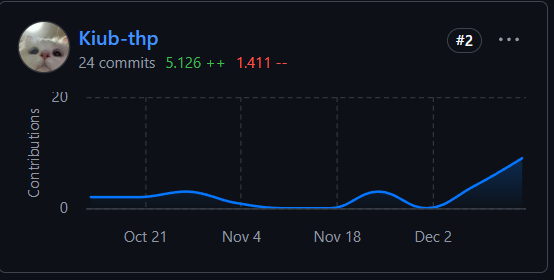 Kiub-thp
#2
24 commits 5.126 ++ 1.411 --
Contributions
20
0
Oct 21 Nov 4 Nov 18 Dec 2